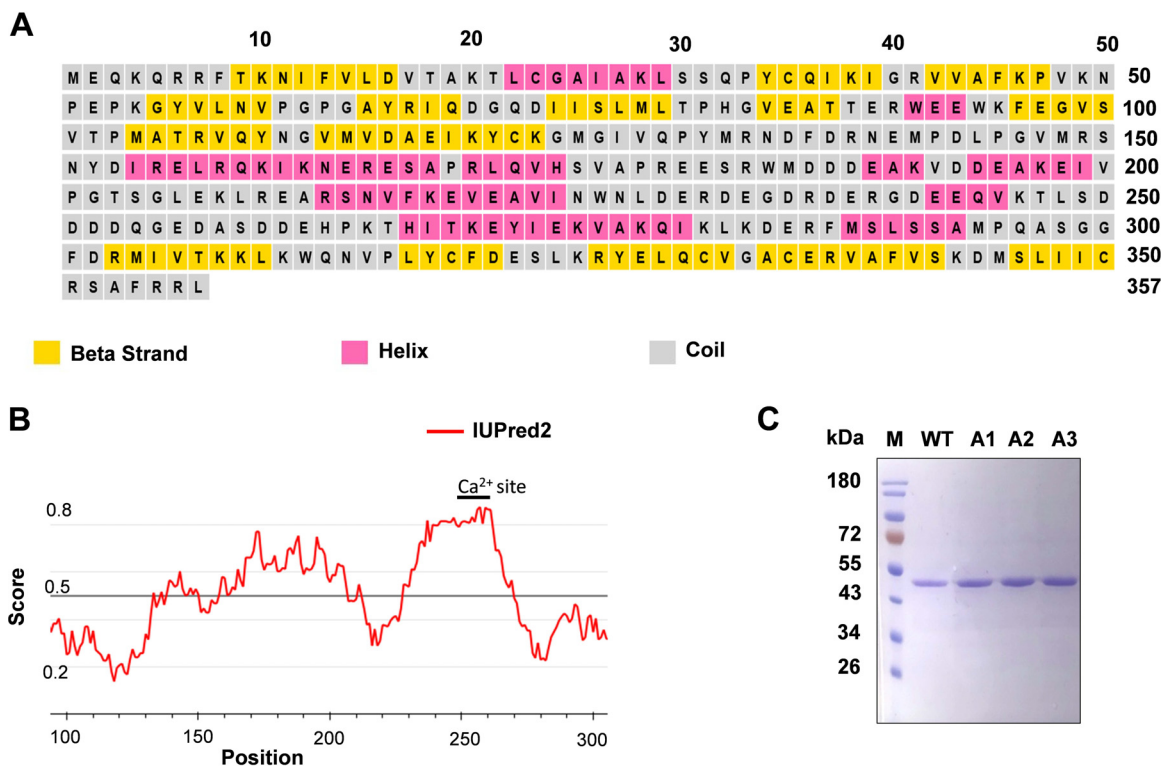 A
10 20 30 40 50
M E Q K Q R R F T K N I F V L D V T A K T L C G A I A K L S S Q P Y C Q I K I G R V V A F K P V K N 50
P E P K G Y V L N V P G P G A Y R I Q D G Q D I I S L M L T P H G V E A T T E R W E E W K F E G V S 100
V T P M A T R V Q Y N G V M V D A E I K Y C K G M G I V Q P Y M R N D F D R N E M P D L P G V M R S 150
N Y D I R E L R Q K I K N E R E S A P R L Q V H S V A P R E E S R W M D D D E A K V D D E A K E I V 200
P G T S G L E K L R E A R S N V F K E V E A V I N W N L D E R D E G D R D E R G D E E Q V K T L S D 250
D D D Q G E D A S D D E H P K T H I T K E Y I E K V A K Q I K L K D E R F M S L S S A M P Q A S G G 300
F D R M I V T K K L K W Q N V P L Y C F D E S L K R Y E L Q C V G A C E R V A F V S K D M S L I I C 350
R S A F R R L 357
Beta Strand Helix Coil
B
IUPred2
Ca2+ site
0.8
0.5
0.2
Score
100 150 200 250 300
Position
C
kDa M WT A1 A2 A3
180
72
55
43
34
26